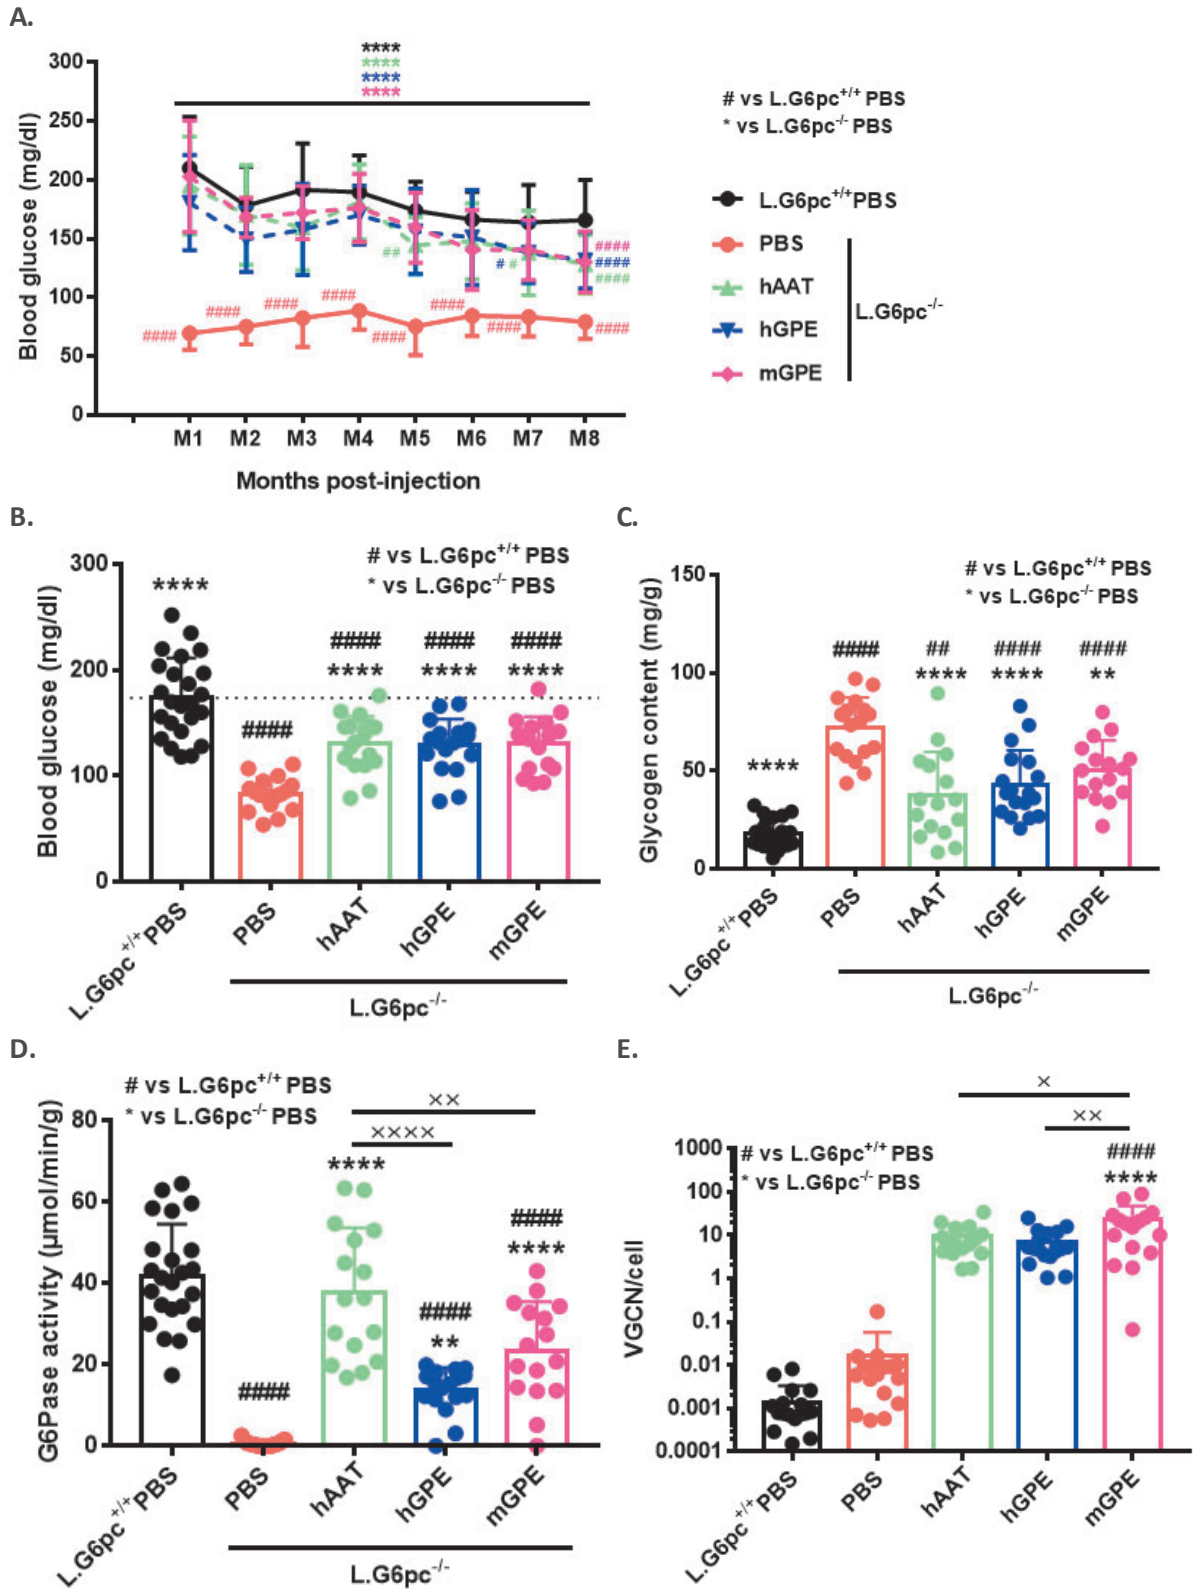 A.
300
250
200
150
100
50
0
Blood glucose (mg/dl)
****
****
****
****
####
####
####
####
####
####
####
####
##
# #
####
####
####
M1 M2 M3 M4 M5 M6 M7 M8
Months post-injection
# vs L.G6pc+/+ PBS
* vs L.G6pc-/- PBS
L.G6pc+/+PBS
PBS
hAAT
hGPE
mGPE
L.G6pc-/-
B.
# vs L.G6pc+/+ PBS
* vs L.G6pc-/- PBS
300
200
100
0
Blood glucose (mg/dl)
****
####
####
****
####
****
####
****
L.G6pc+/+PBS
PBS
hAAT
hGPE
mGPE
L.G6pc-/-
C.
# vs L.G6pc+/+ PBS
* vs L.G6pc-/- PBS
150
100
50
0
Glycogen content (mg/g)
****
####
##
****
####
****
####
**
L.G6pc+/+PBS
PBS
hAAT
hGPE
mGPE
L.G6pc-/-
D.
# vs L.G6pc+/+ PBS
* vs L.G6pc-/- PBS
80
60
40
20
0
G6Pase activity (µmol/min/g)
××
××××
####
****
####
**
####
****
L.G6pc+/+PBS
PBS
hAAT
hGPE
mGPE
L.G6pc-/-
E.
×
××
# vs L.G6pc+/+ PBS
* vs L.G6pc-/- PBS
1000
100
10
1
0.1
0.01
0.001
0.0001
VGCN/cell
####
****
L.G6pc+/+PBS
PBS
hAAT
hGPE
mGPE